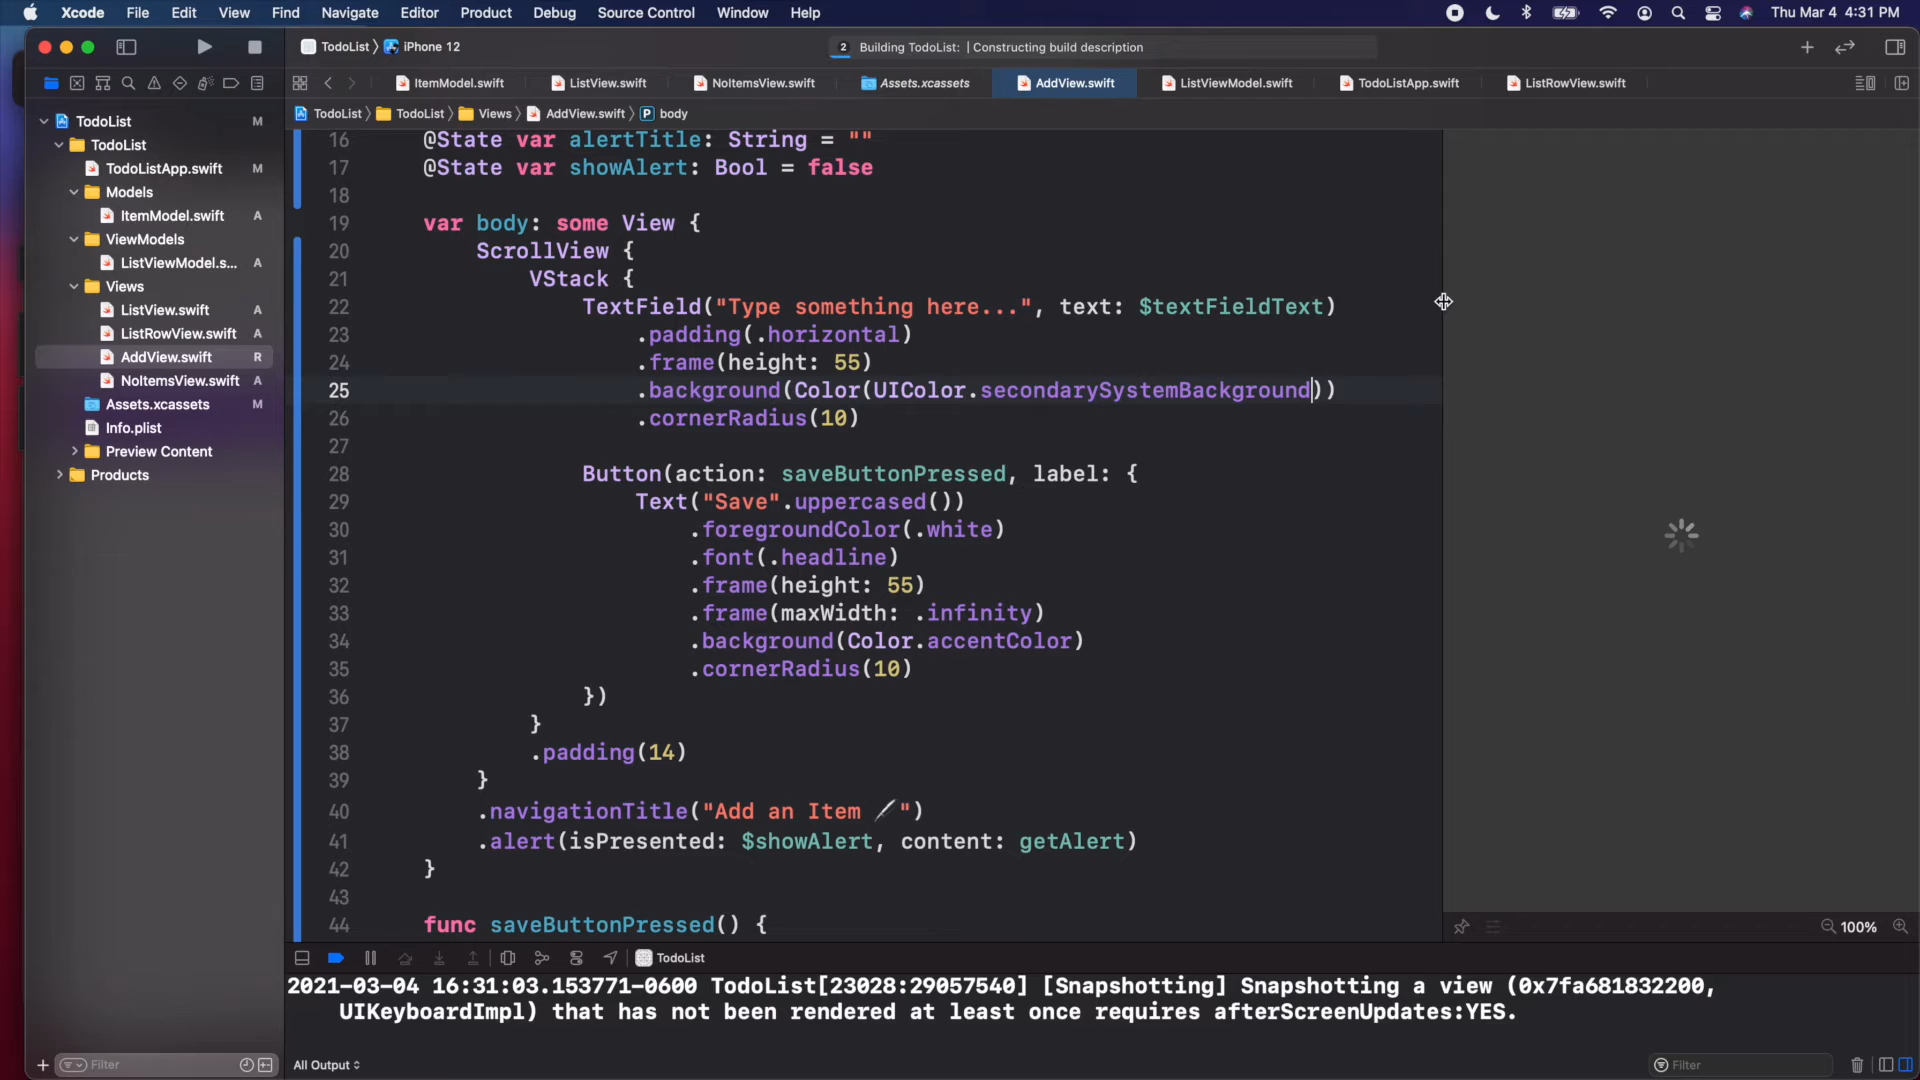 Xcode File Edit View Find Navigate Editor Product Debug Source Control Window Help Thu Mar 4 4:31 PM
TodoList iPhone 12 2 Building TodoList: | Constructing build description
ItemModel.swift ListView.swift NoItemsView.swift Assets.xcassets AddView.swift ListViewModel.swift TodoListApp.swift ListRowView.swift
TodoList TodoList Views AddView.swift P body
TodoList M
TodoList
TodoListApp.swift M
Models
ItemModel.swift A
ViewModels
ListViewModel.s... A
Views
ListView.swift A
ListRowView.swift A
AddView.swift R
NoItemsView.swift A
Assets.xcassets M
Info.plist
Preview Content
Products
16 @State var alertTitle: String = ""
17 @State var showAlert: Bool = false
18
19 var body: some View {
20 ScrollView {
21 VStack {
22 TextField("Type something here...", text: $textFieldText)
23 .padding(.horizontal)
24 .frame(height: 55)
25 .background(Color(UIColor.secondarySystemBackground))
26 .cornerRadius(10)
27
28 Button(action: saveButtonPressed, label: {
29 Text("Save".uppercased())
30 .foregroundColor(.white)
31 .font(.headline)
32 .frame(height: 55)
33 .frame(maxWidth: .infinity)
34 .background(Color.accentColor)
35 .cornerRadius(10)
36 })
37 }
38 .padding(14)
39 }
40 .navigationTitle("Add an Item 🖊")
41 .alert(isPresented: $showAlert, content: getAlert)
42 }
43
44 func saveButtonPressed() {
100%
TodoList
2021-03-04 16:31:03.153771-0600 TodoList[23028:29057540] [Snapshotting] Snapshotting a view (0x7fa681832200,
UIKeyboardImpl) that has not been rendered at least once requires afterScreenUpdates:YES.
Filter All Output Filter